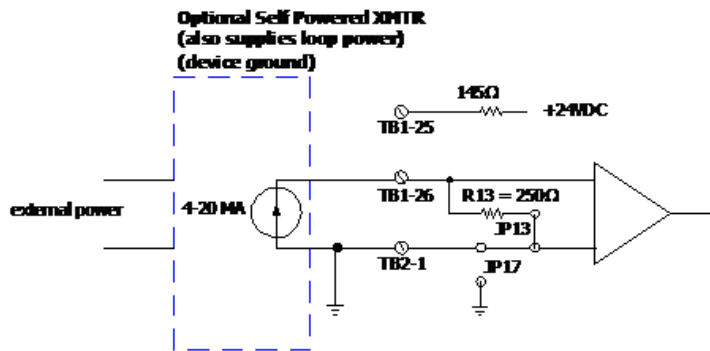 Optional Self Powered XMTR
(also supplies loop power)
(device ground)
145Ω
+24VDC
TB1-25
external power
4-20 MA
TB1-26
R13 = 250Ω
JP13
TB2-1
JP17